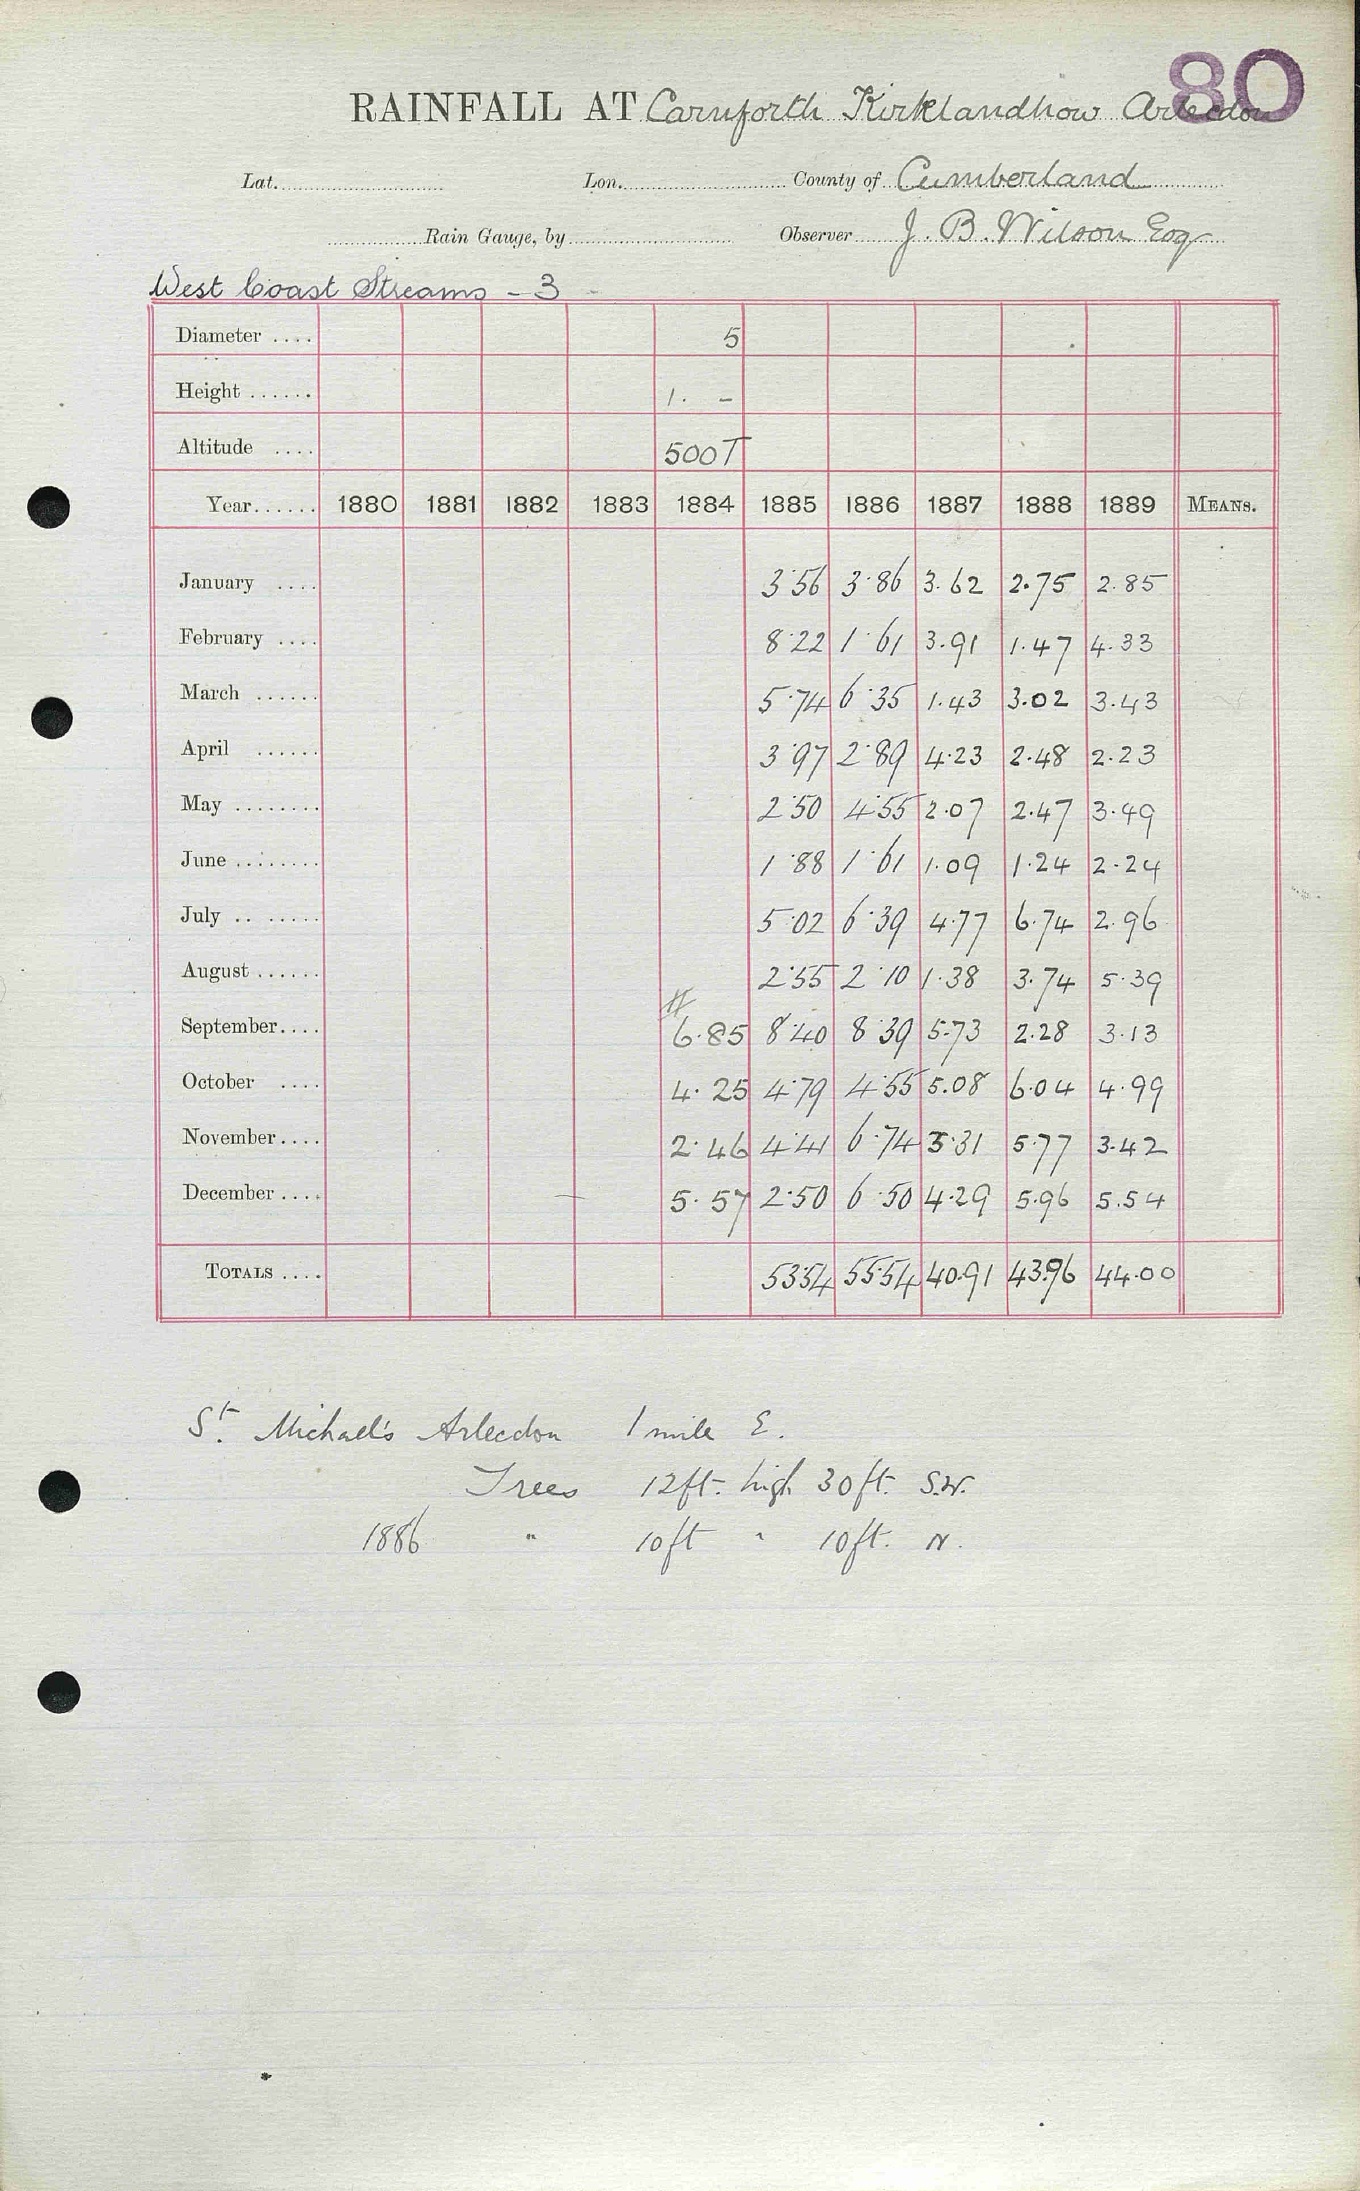 80
RAINFALL AT Carnforth Kirklandhow Arlecdon
Lat. Lon. County of Cumberland
Rain Gauge, by Observer J. B. Wilson Esq
West Coast Streams - 3
Diameter .... 5
Height ...... 1. -
Altitude .... 500T
Year...... 1880 1881 1882 1883 1884 1885 1886 1887 1888 1889 MEANS.
January .... 3.56 3.86 3.62 2.75 2.85
February .... 8.22 1.61 3.91 1.47 4.33
March ...... 5.74 6.35 1.43 3.02 3.43
April ...... 3.97 2.89 4.23 2.48 2.23
May ........ 2.50 4.55 2.07 2.47 3.49
June ........ 1.88 1.61 1.09 1.24 2.24
July .. ..... 5.02 6.39 4.77 6.74 2.96
August ...... 2.55 2.10 1.38 3.74 5.39
September.... # 6.85 8.40 8.39 5.73 2.28 3.13
October .... 4.25 4.79 4.55 5.08 6.04 4.99
November.... 2.46 4.41 6.74 3.31 5.77 3.42
December .... 5.57 2.50 6.50 4.29 5.96 5.54
TOTALS .... 53.54 55.54 40.91 43.96 44.00
St. Michael's Arlecdon 1 mile E.
Trees 12ft. high 30ft. S.W.
1886 " 10ft " 10ft. N.